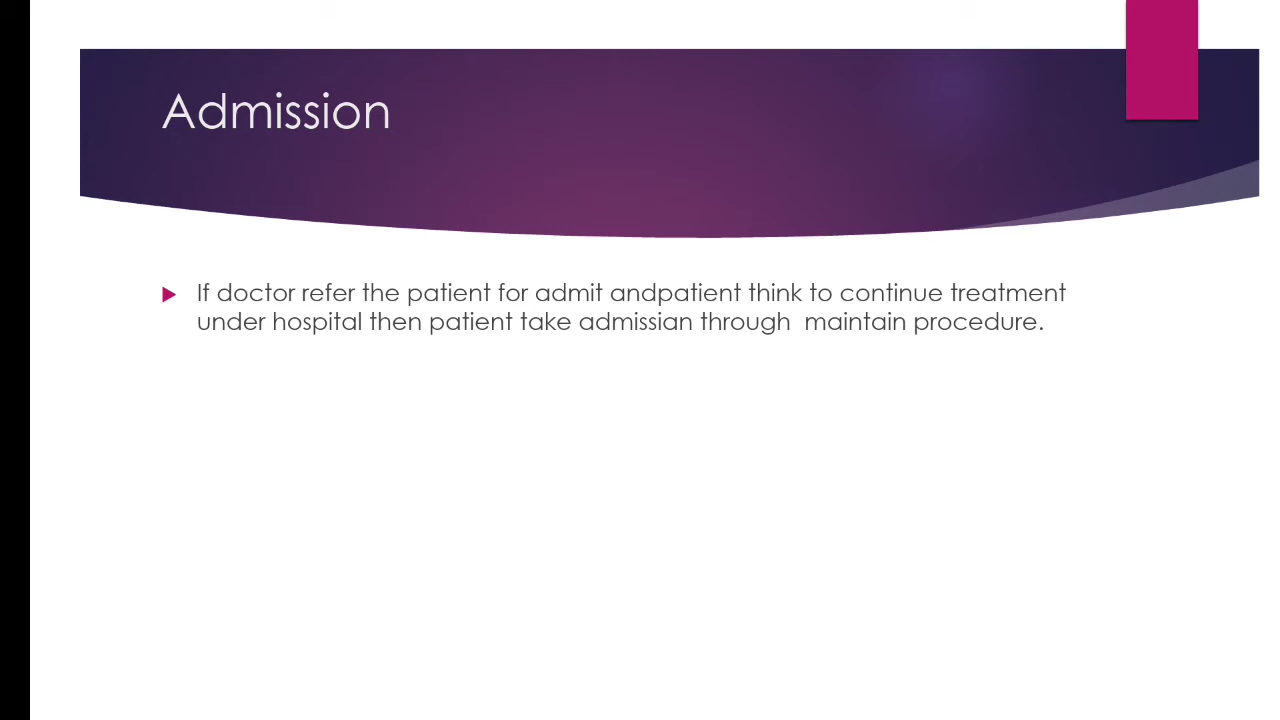 Admission
If doctor refer the patient for admit andpatient think to continue treatment
under hospital then patient take admissian through  maintain procedure.